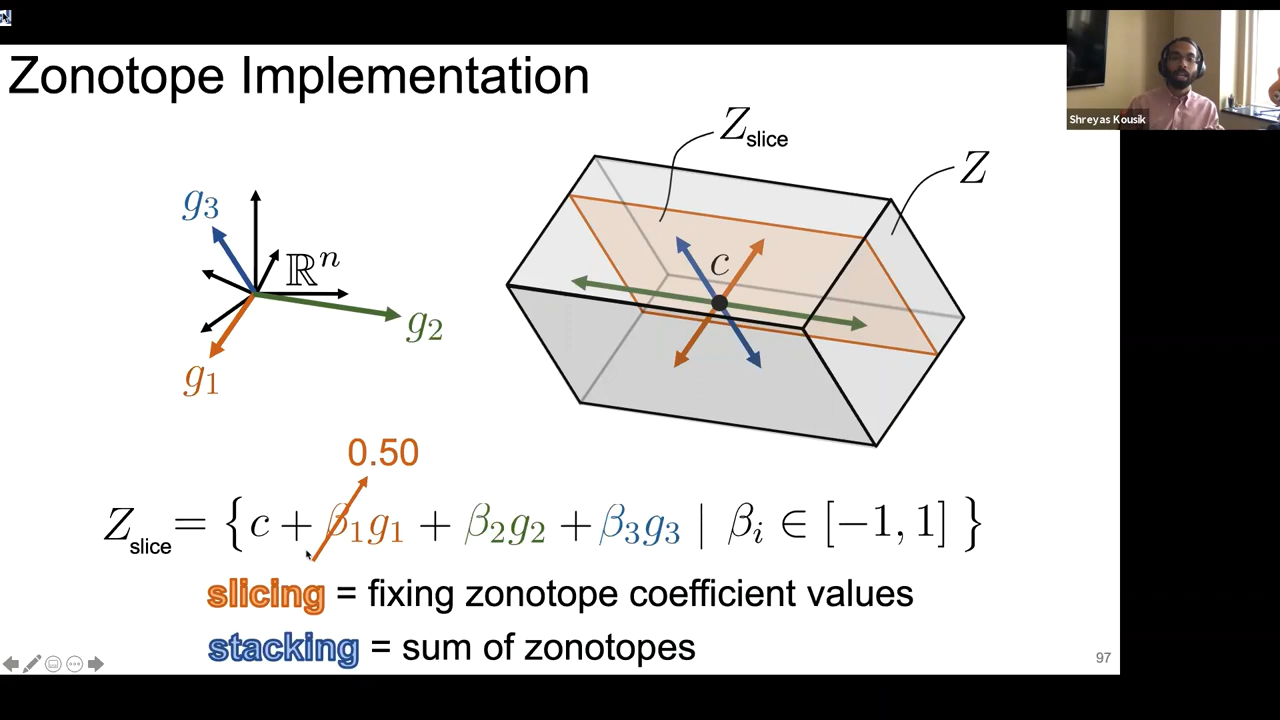 Zonotope Implementation
Shreyas Kousik
Z_slice
Z
g_3
ℝ^n
g_2
g_1
c
0.50
Z_slice = { c + β_1g_1 + β_2g_2 + β_3g_3 | β_i ∈ [−1, 1] }
slicing = fixing zonotope coefficient values
stacking = sum of zonotopes
97